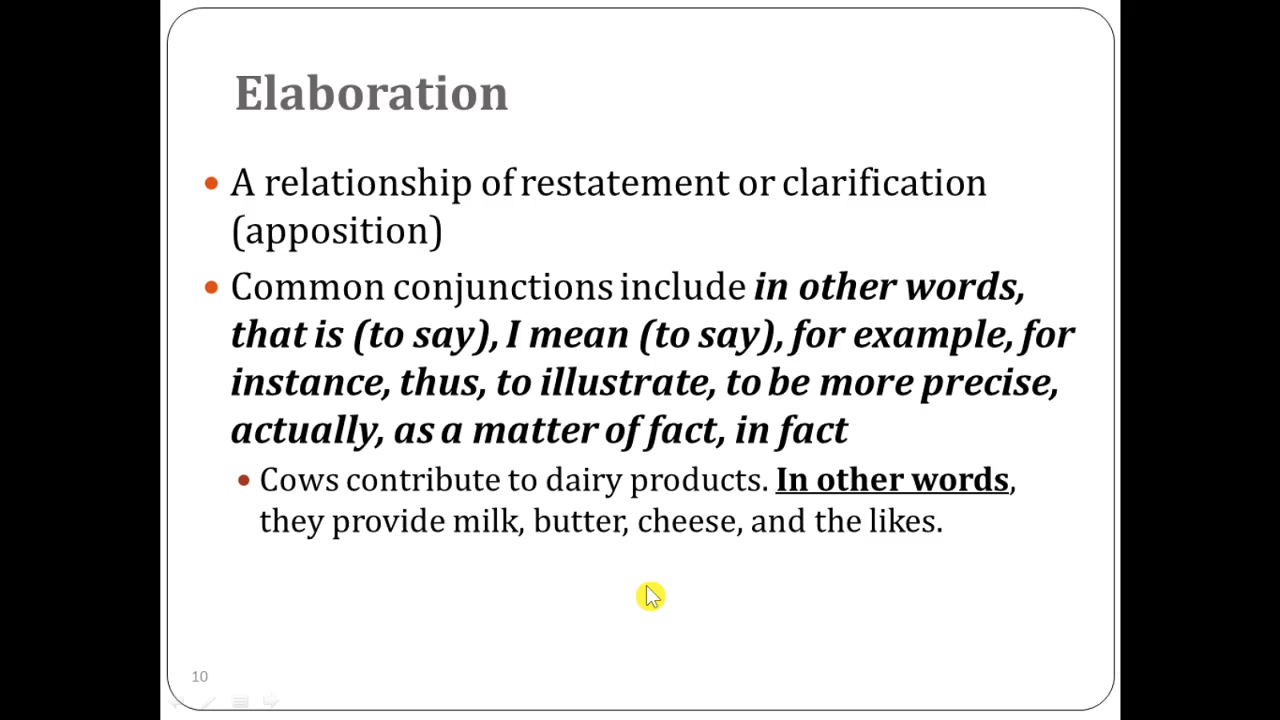 Elaboration
A relationship of restatement or clarification
(apposition)
Common conjunctions include in other words,
that is (to say), I mean (to say), for example, for
instance, thus, to illustrate, to be more precise,
actually, as a matter of fact, in fact
Cows contribute to dairy products. In other words,
they provide milk, butter, cheese, and the likes.
10